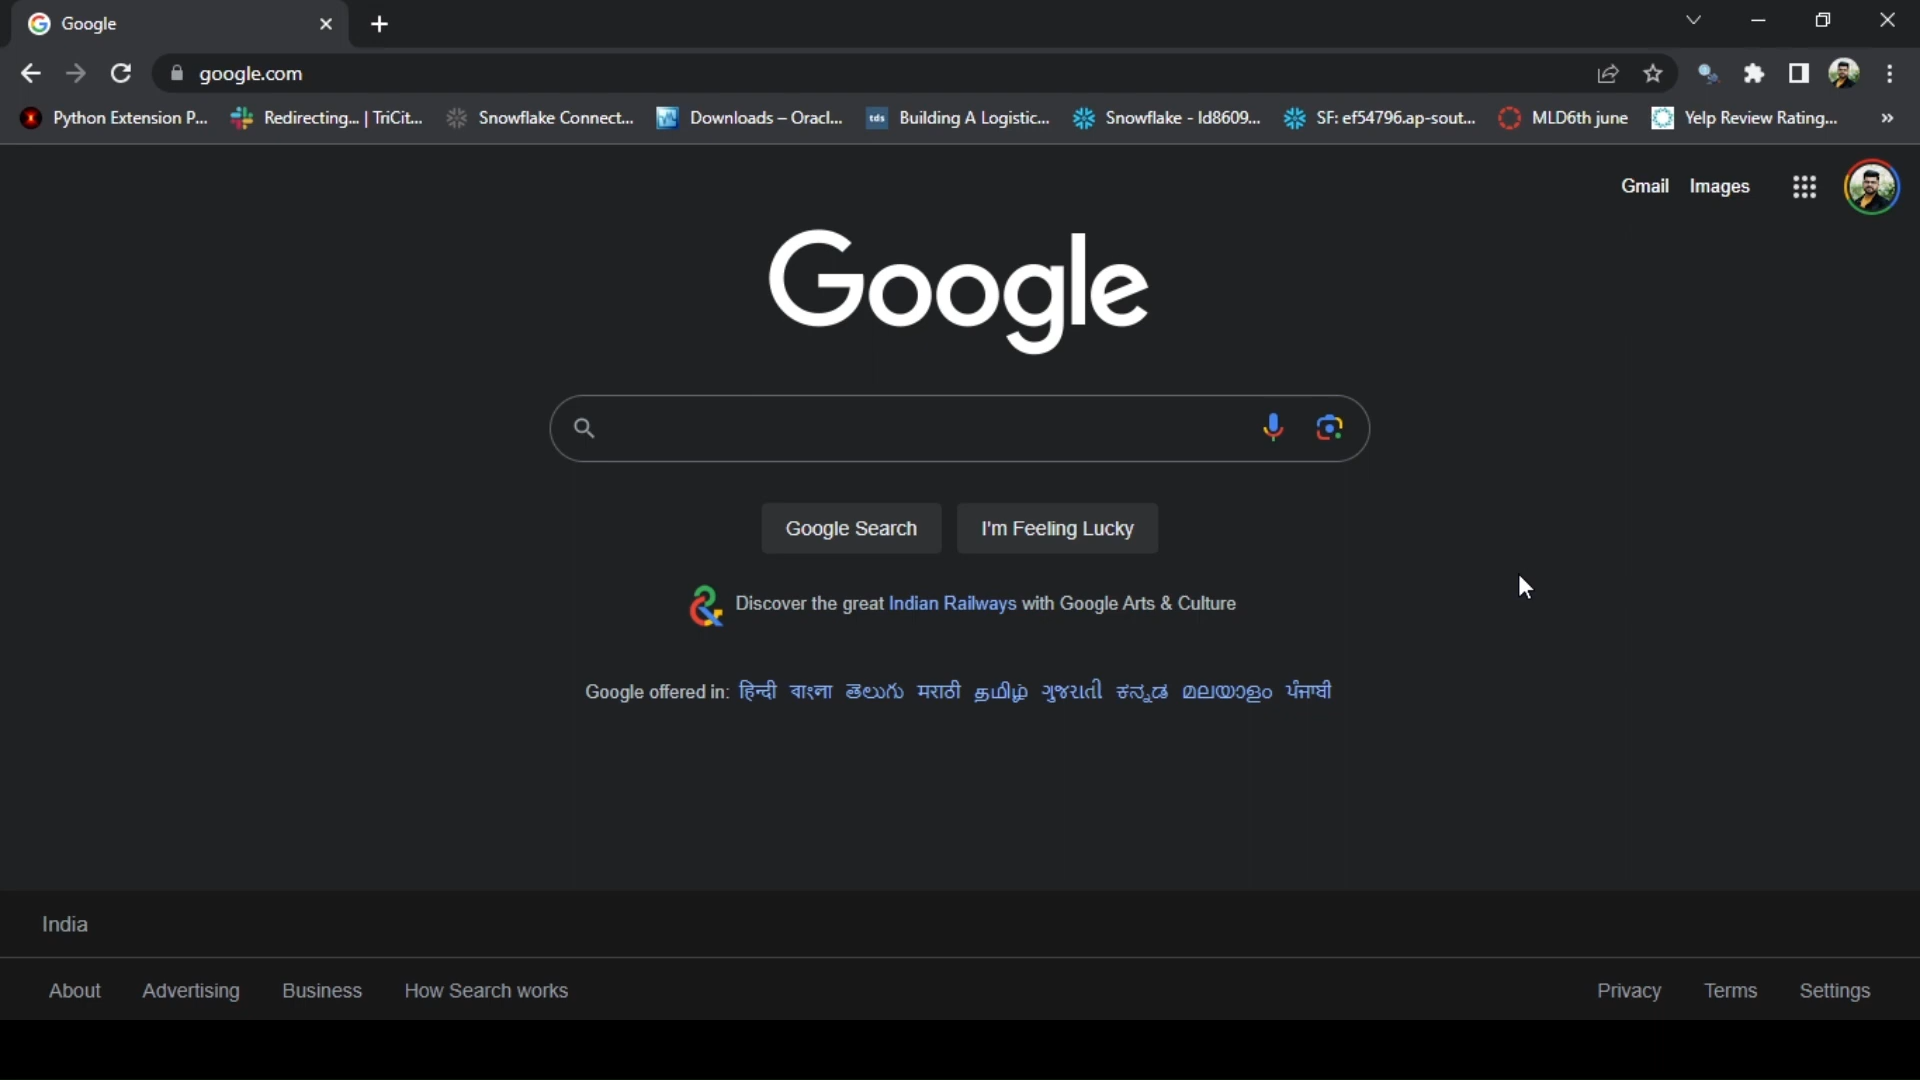 Google
google.com
Python Extension P... Redirecting... | TriCit... Snowflake Connect... Downloads – Oracl... tds Building A Logistic... Snowflake - Id8609... SF: ef54796.ap-sout... MLD6th june Yelp Review Rating... »
Gmail Images
Google
Google Search I'm Feeling Lucky
Discover the great Indian Railways with Google Arts & Culture
Google offered in: हिन्दी বাংলা తెలుగు मराठी தமிழ் ગુજરાતી ಕನ್ನಡ മലയാളം ਪੰਜਾਬੀ
India
About Advertising Business How Search works Privacy Terms Settings